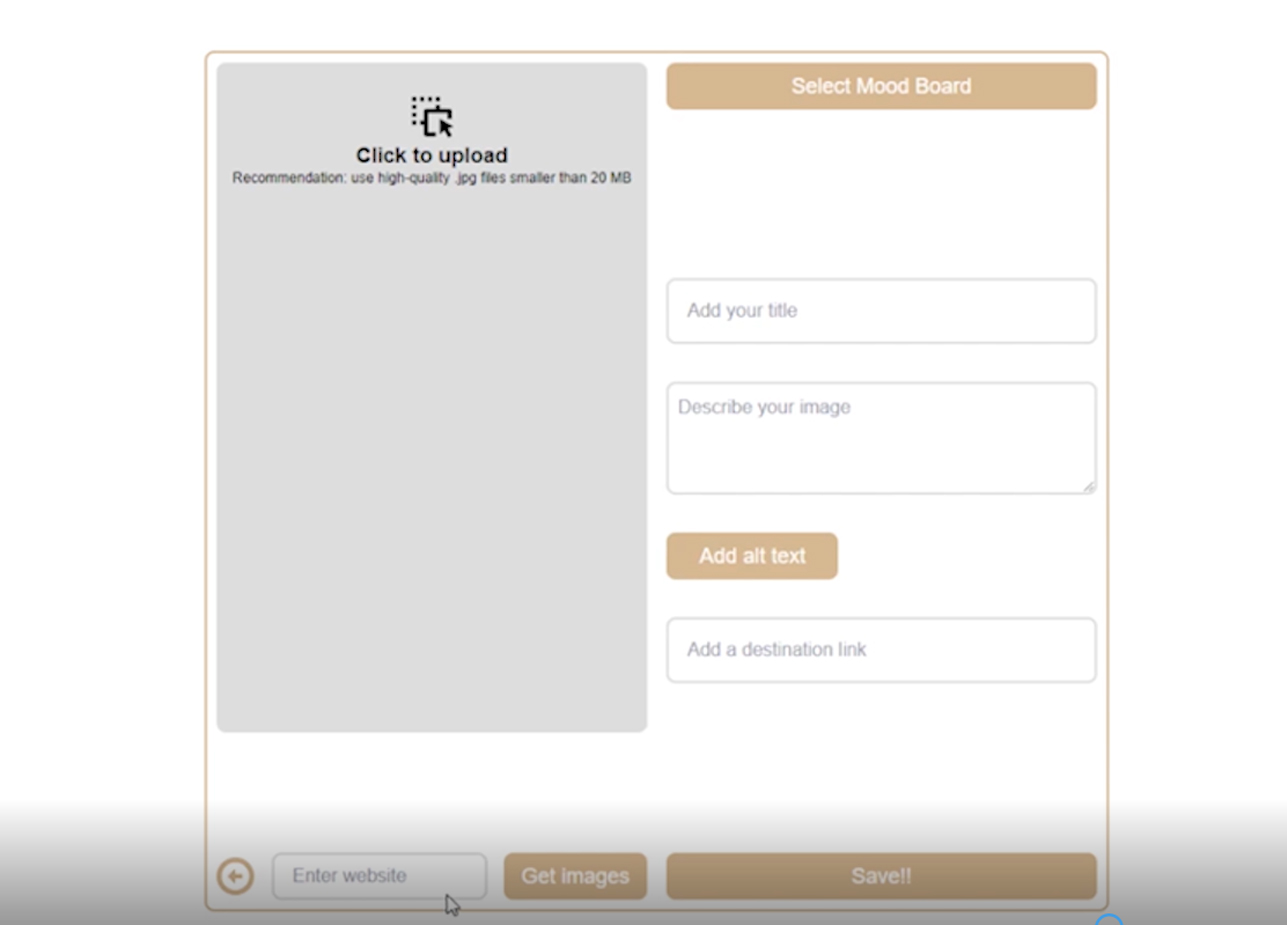 Click to upload
Recommendation: use high-quality .jpg files smaller than 20 MB
Select Mood Board
Add your title
Describe your image
Add alt text
Add a destination link
Enter website
Get images
Save!!